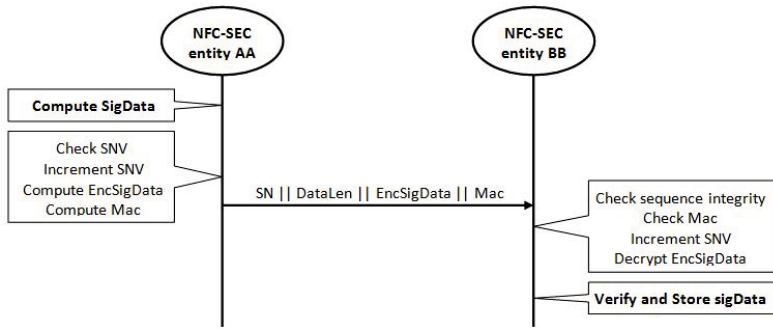 NFC-SEC
entity AA
NFC-SEC
entity BB
Compute SigData
Check SNV
Increment SNV
Compute EncSigData
Compute Mac
SN || DataLen || EncSigData || Mac
Check sequence integrity
Check Mac
Increment SNV
Decrypt EncSigData
Verify and Store sigData